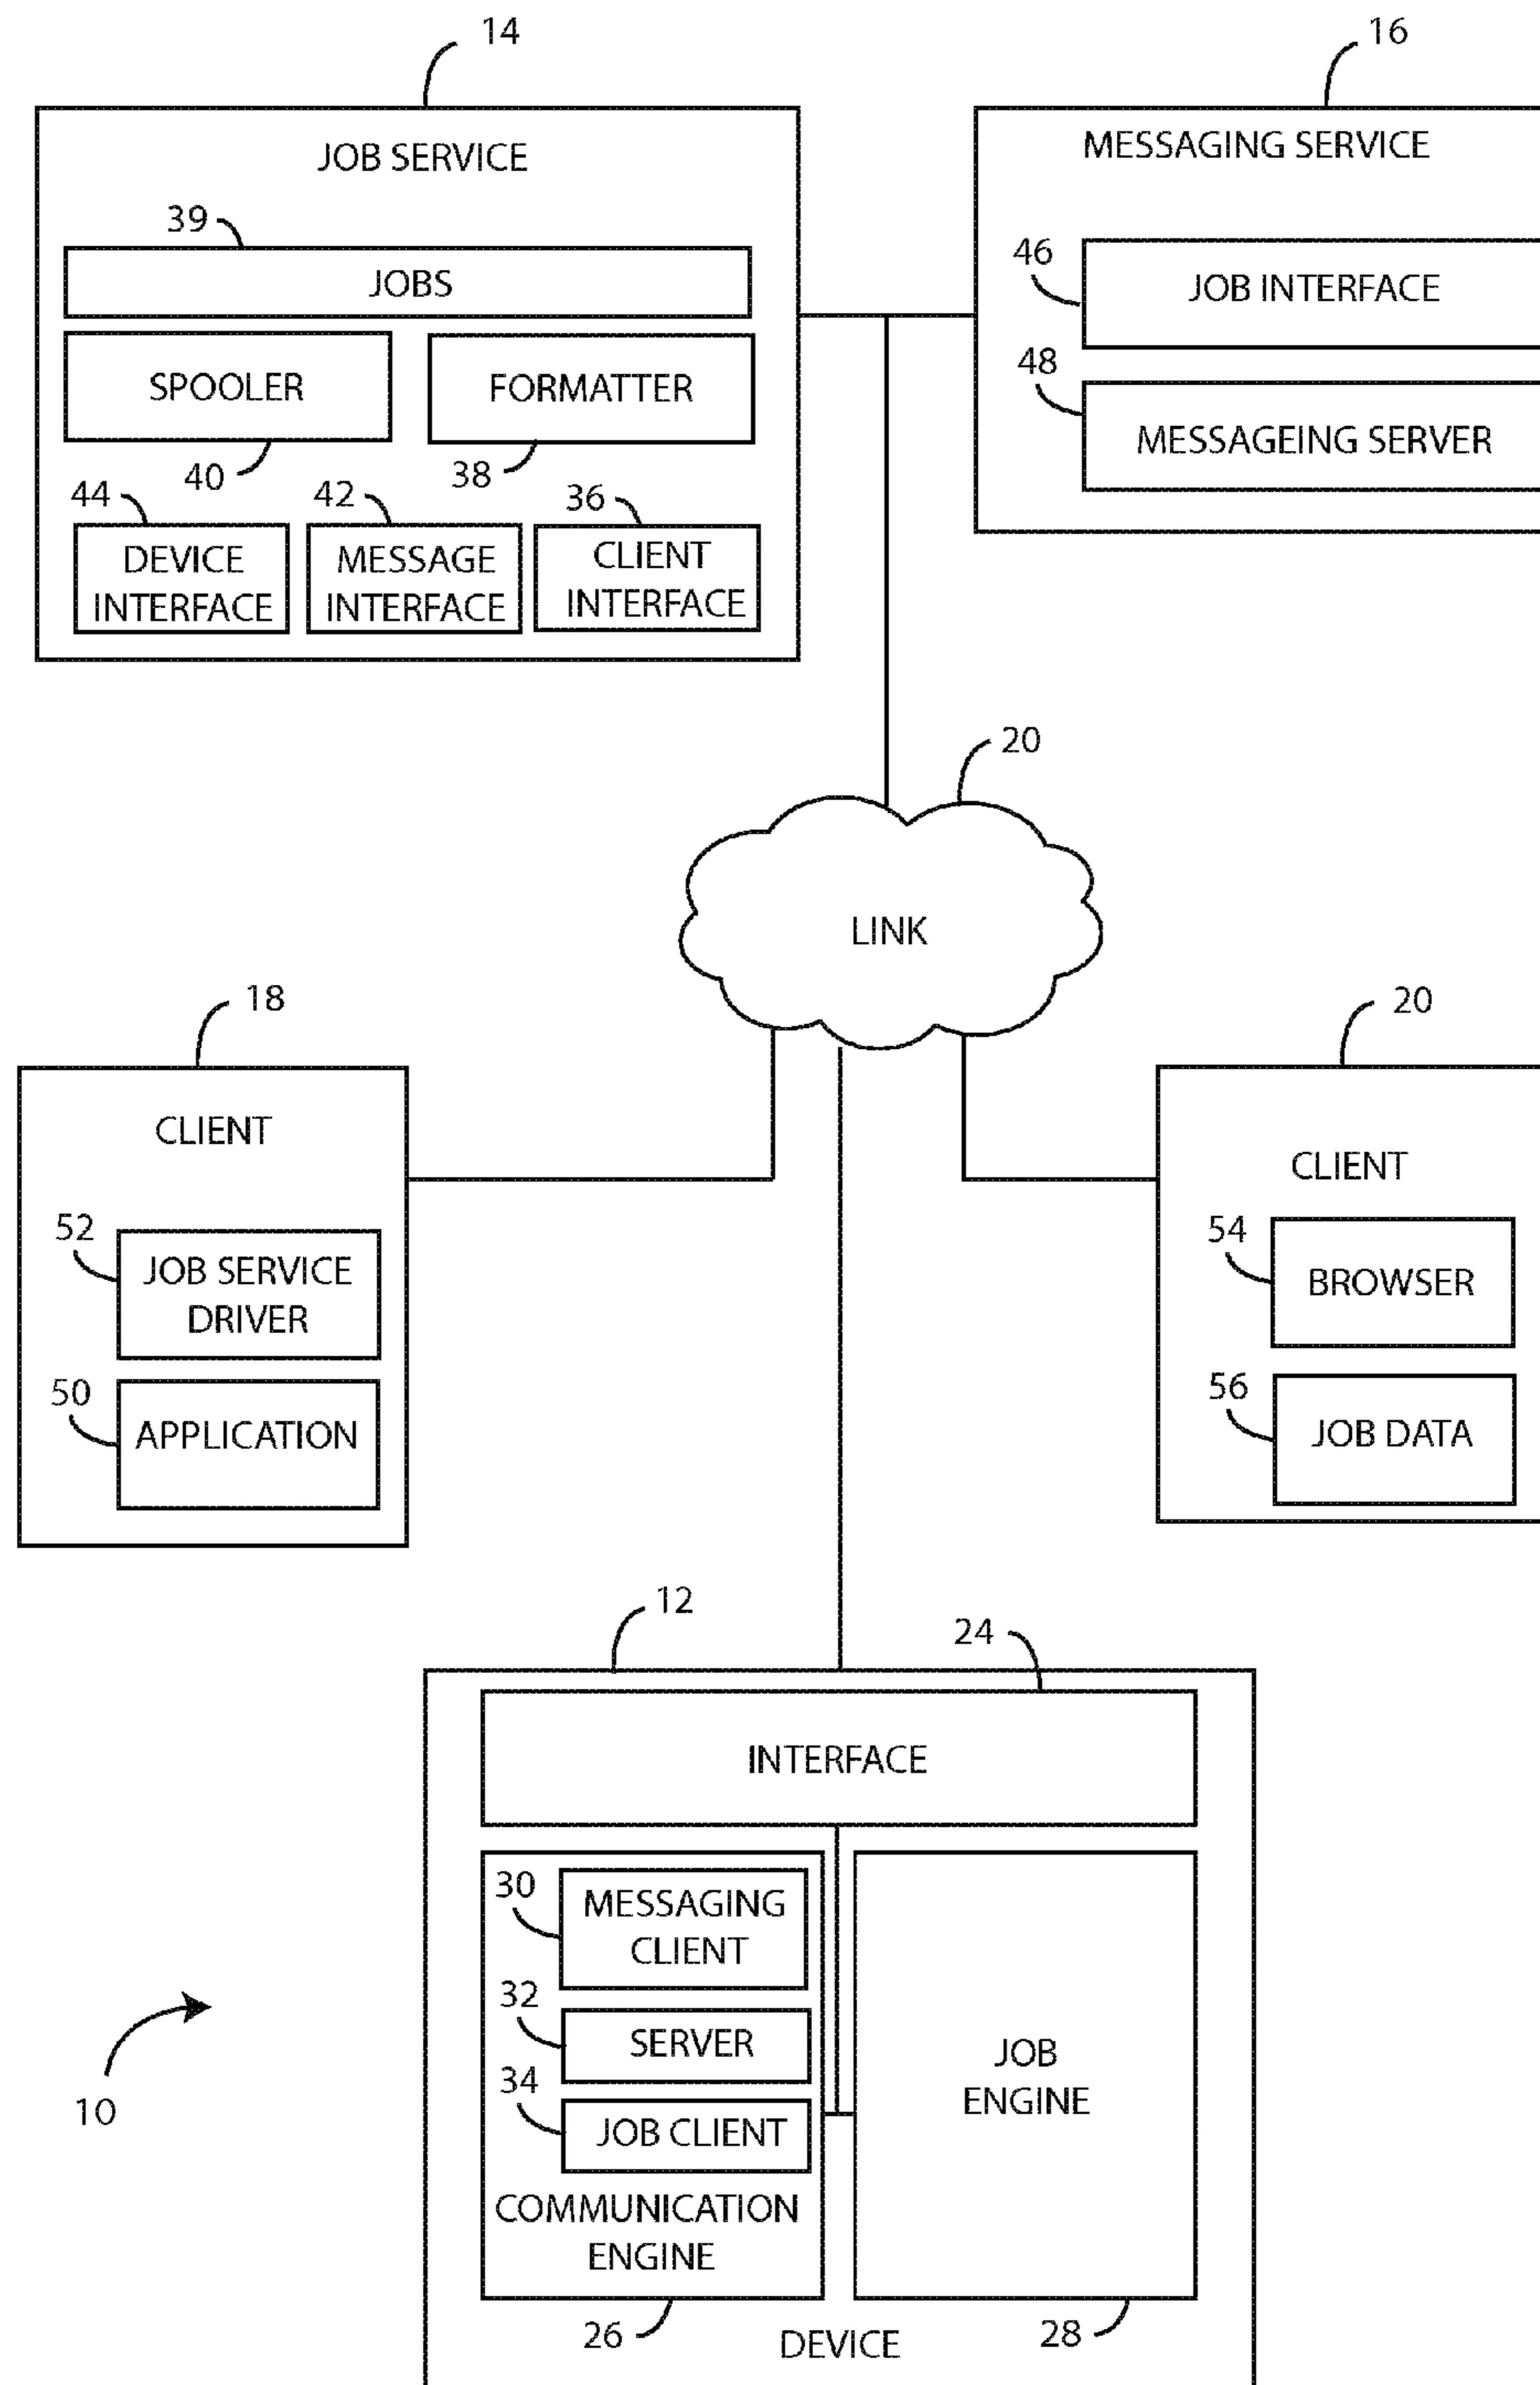 14
16
JOB SERVICE
MESSAGING SERVICE
39
JOBS
46
JOB INTERFACE
SPOOLER
FORMATTER
48
MESSAGEING SERVER
40
38
44
42
36
DEVICE
INTERFACE
MESSAGE
INTERFACE
CLIENT
INTERFACE
20
LINK
18
20
CLIENT
CLIENT
52
JOB SERVICE
DRIVER
54
BROWSER
50
APPLICATION
56
JOB DATA
12
24
INTERFACE
30
MESSAGING
CLIENT
32
SERVER
34
JOB CLIENT
COMMUNICATION
ENGINE
JOB
ENGINE
10
26
DEVICE
28